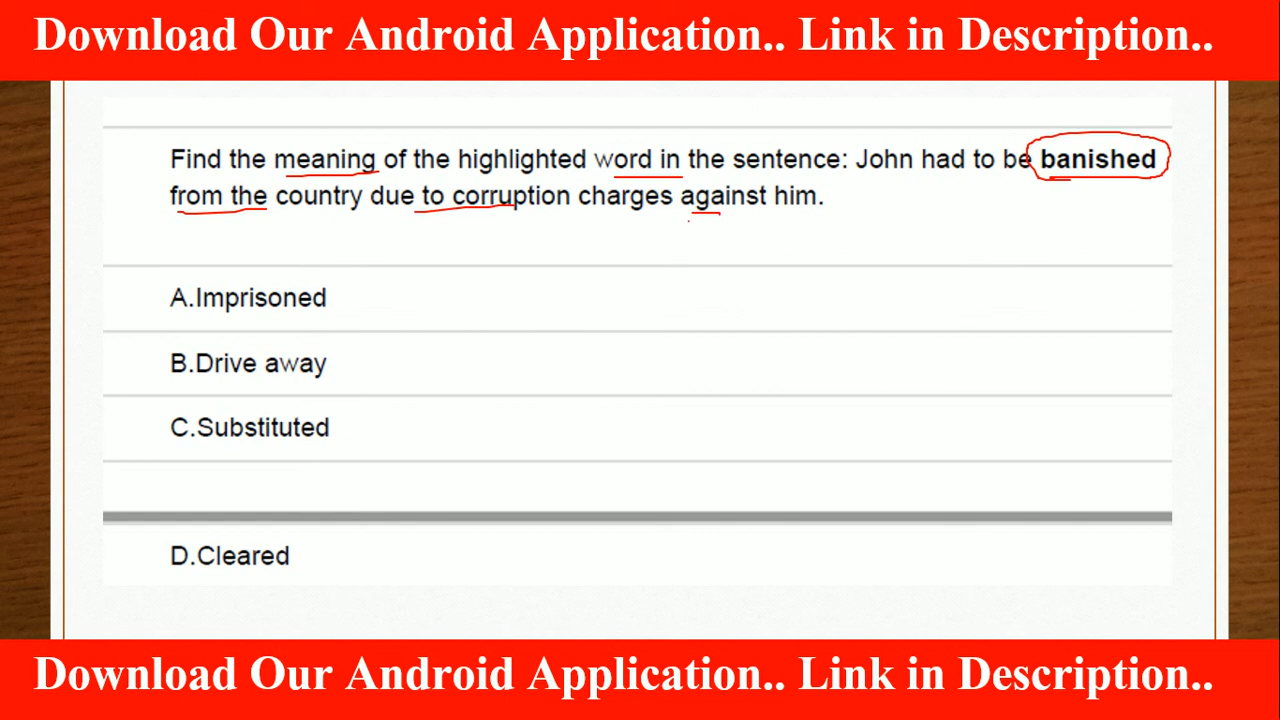 Download Our Android Application.. Link in Description..
Find the meaning of the highlighted word in the sentence: John had to be banished
from the country due to corruption charges against him.
A.Imprisoned
B.Drive away
C.Substituted
D.Cleared
Download Our Android Application.. Link in Description..